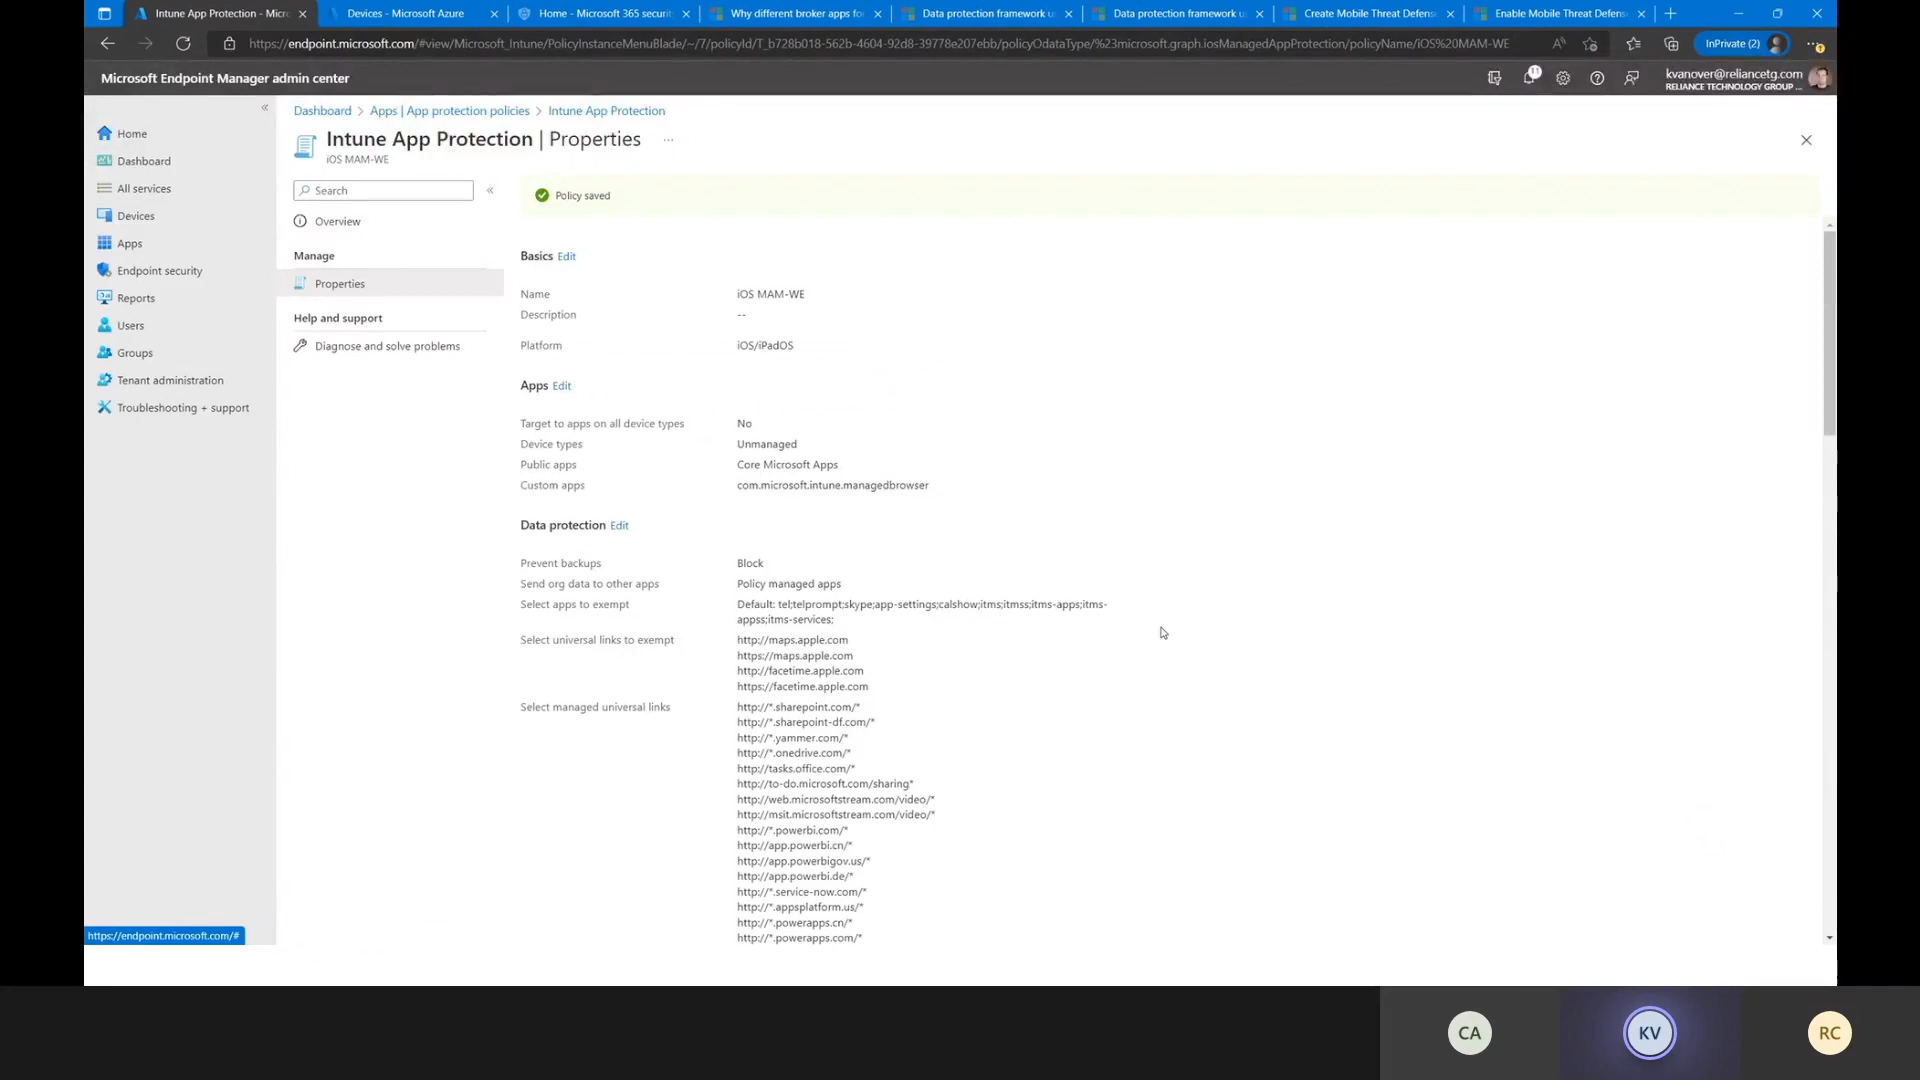 Intune App Protection - Micro
Devices - Microsoft Azure
Home - Microsoft 365 securit
Why different broker apps fo
Data protection framework u
Data protection framework u
Create Mobile Threat Defens
Enable Mobile Threat Defens
https://endpoint.microsoft.com/#view/Microsoft_Intune/PolicyInstanceMenuBlade/~/7/policyId/T_b728b018-562b-4604-92d8-39778e207ebb/policyOdataType/%23microsoft.graph.iosManagedAppProtection/policyName/iOS%20MAM-WE
InPrivate (2)
Microsoft Endpoint Manager admin center
11
kvanover@reliancetg.com
RELIANCE TECHNOLOGY GROUP ...
Home
Dashboard
All services
Devices
Apps
Endpoint security
Reports
Users
Groups
Tenant administration
Troubleshooting + support
Dashboard > Apps | App protection policies > Intune App Protection
Intune App Protection | Properties ...
iOS MAM-WE
Search
Overview
Manage
Properties
Help and support
Diagnose and solve problems
Policy saved
Basics Edit
Name iOS MAM-WE
Description --
Platform iOS/iPadOS
Apps Edit
Target to apps on all device types No
Device types Unmanaged
Public apps Core Microsoft Apps
Custom apps com.microsoft.intune.managedbrowser
Data protection Edit
Prevent backups Block
Send org data to other apps Policy managed apps
Select apps to exempt Default: tel;telprompt;skype;app-settings;calshow;itms;itmss;itms-apps;itms-
appss;itms-services;
Select universal links to exempt http://maps.apple.com
https://maps.apple.com
http://facetime.apple.com
https://facetime.apple.com
Select managed universal links http://*.sharepoint.com/*
http://*.sharepoint-df.com/*
http://*.yammer.com/*
http://*.onedrive.com/*
http://tasks.office.com/*
http://to-do.microsoft.com/sharing*
http://web.microsoftstream.com/video/*
http://msit.microsoftstream.com/video/*
http://*.powerbi.com/*
http://app.powerbi.cn/*
http://app.powerbigov.us/*
http://app.powerbi.de/*
http://*.service-now.com/*
http://*.appsplatform.us/*
http://*.powerapps.cn/*
http://*.powerapps.com/*
https://endpoint.microsoft.com/#
CA
KV
RC